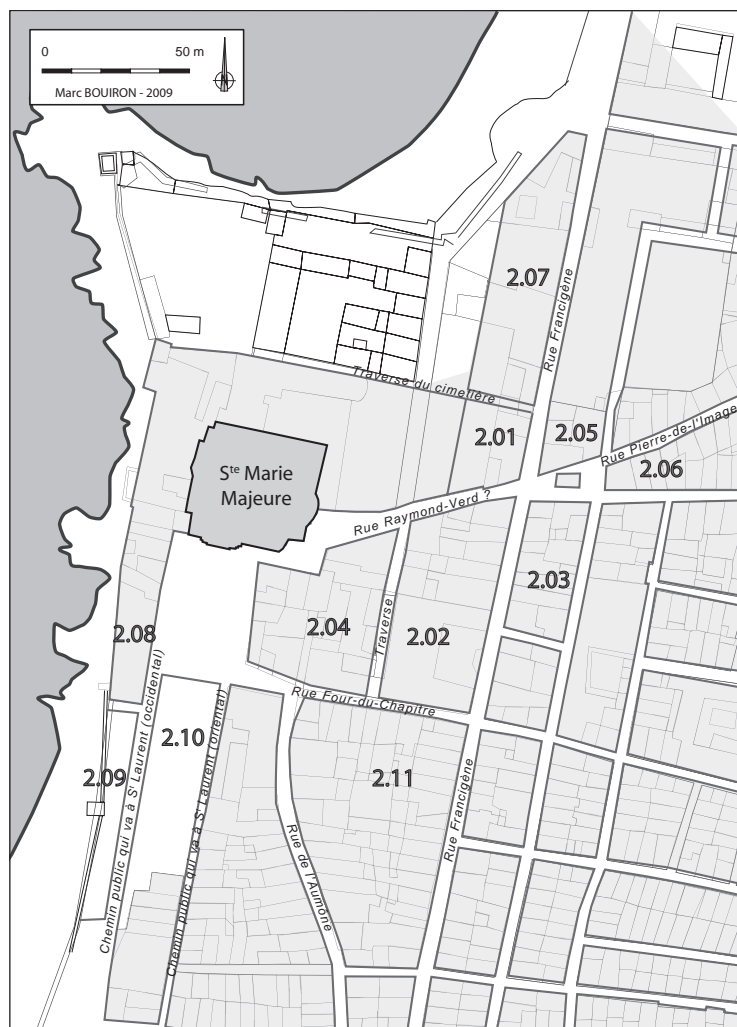 0 50 m
Marc BOUIRON - 2009
2.07
Rue Francigène
Traverse du cimetière
2.01
2.05
Rue Pierre-de-l'Image
2.06
Ste Marie
Majeure
Rue Raymond-Verd ?
2.03
2.04
Traverse
2.02
2.08
Rue Four-du-Chapitre
Chemin public qui va à St Laurent (occidental)
2.10
Chemin public qui va à St Laurent (oriental)
2.09
2.11
Rue Francigène
Rue de l'Aumône